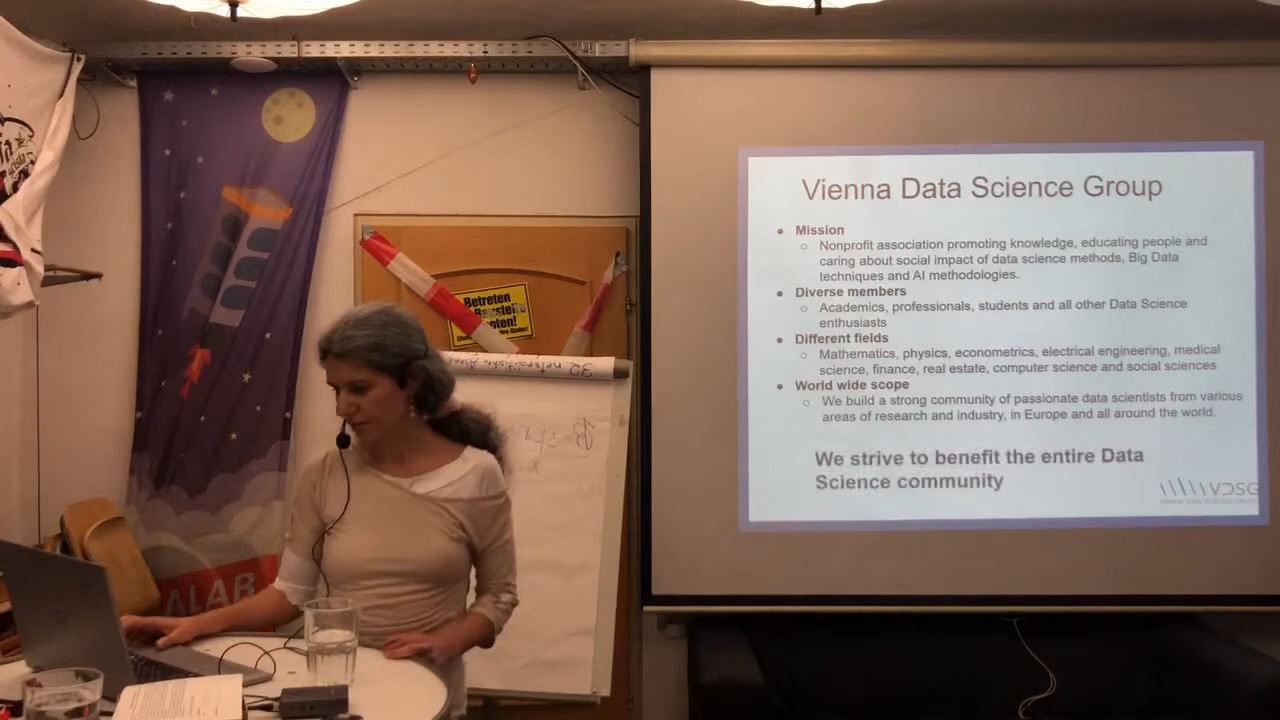 Vienna Data Science Group
Mission
Nonprofit association promoting knowledge, educating people and
caring about social impact of data science methods, Big Data
techniques and AI methodologies.
Diverse members
Academics, professionals, students and all other Data Science
enthusiasts
Different fields
Mathematics, physics, econometrics, electrical engineering, medical
science, finance, real estate, computer science and social sciences
World wide scope
We build a strong community of passionate data scientists from various
areas of research and industry, in Europe and all around the world.
We strive to benefit the entire Data
Science community
VDSG
Betreten
Baustelle
ALAB
32. netzpolitischer